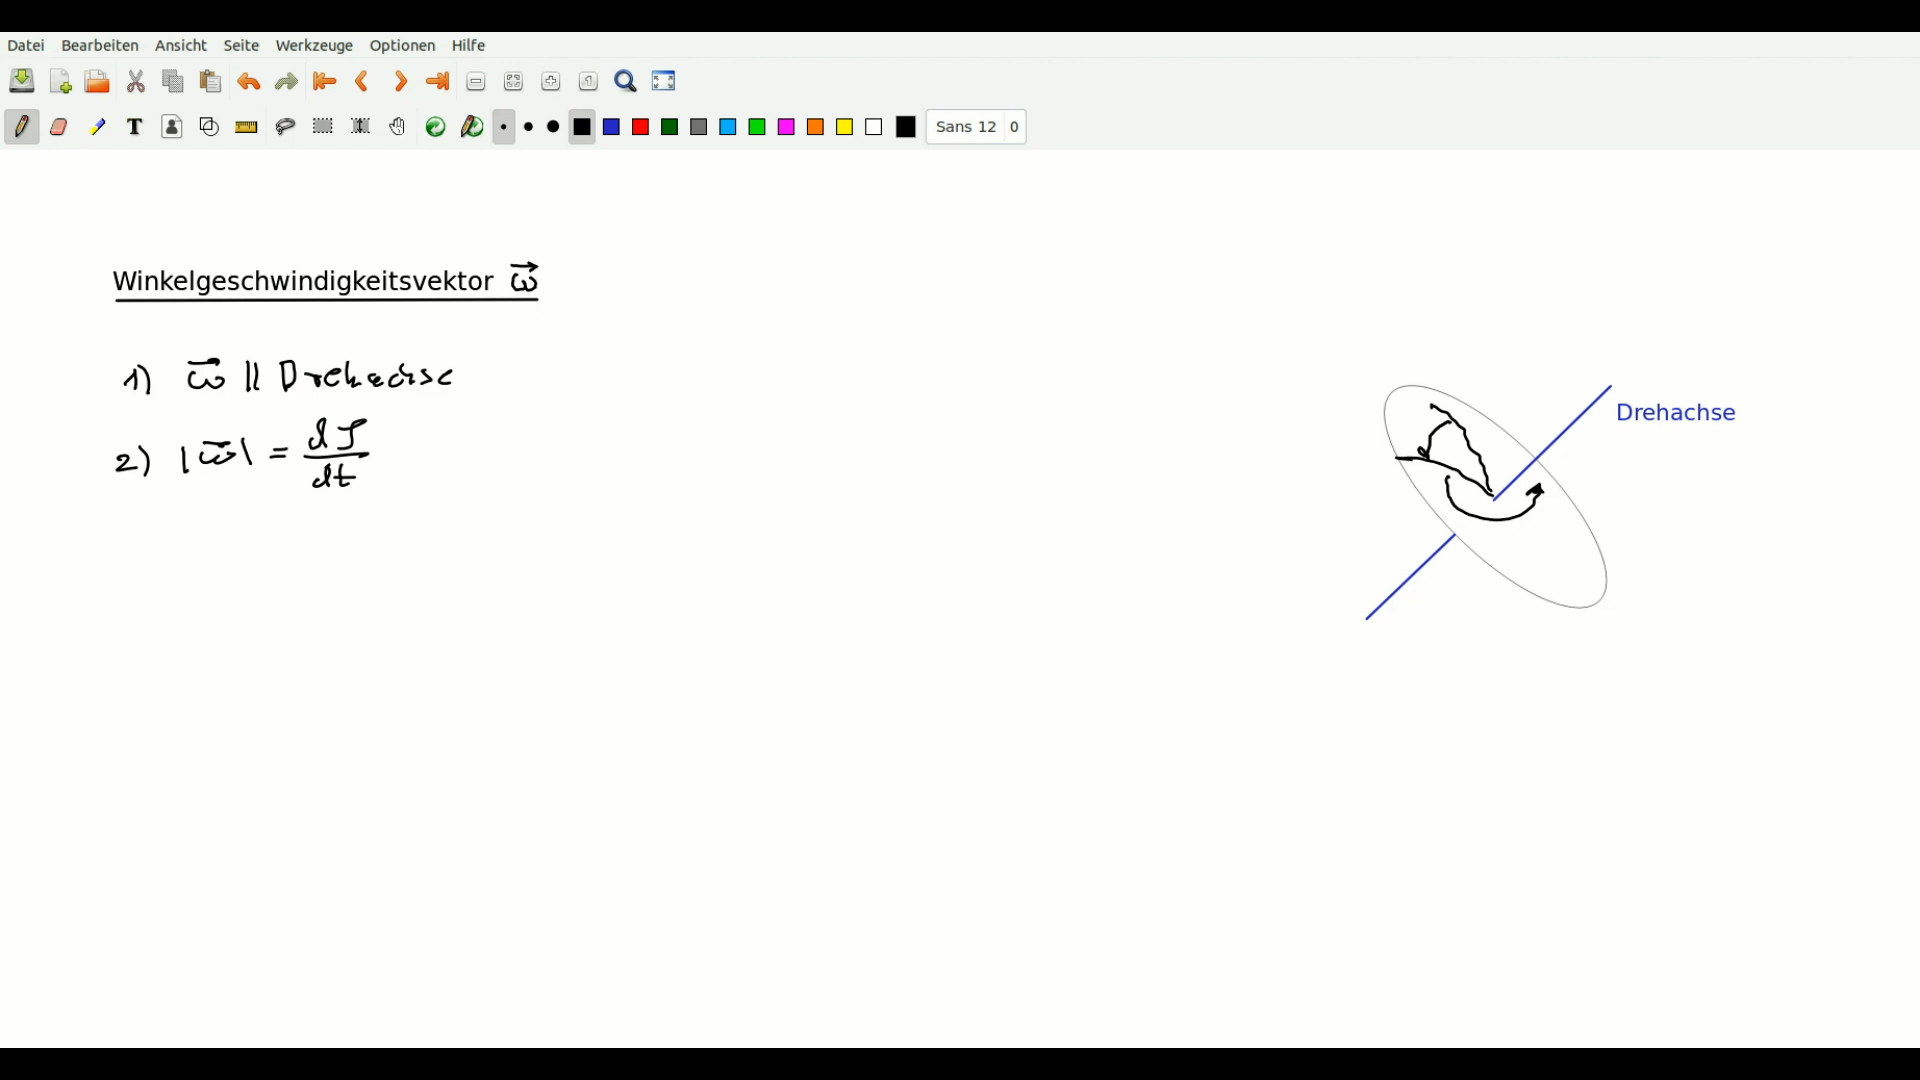 Datei Bearbeiten Ansicht Seite Werkzeuge Optionen Hilfe
T Sans 12 0
Winkelgeschwindigkeitsvektor ω⃗
1) ω⃗ || Drehachse
2) |ω⃗| = dφ/dt
Drehachse